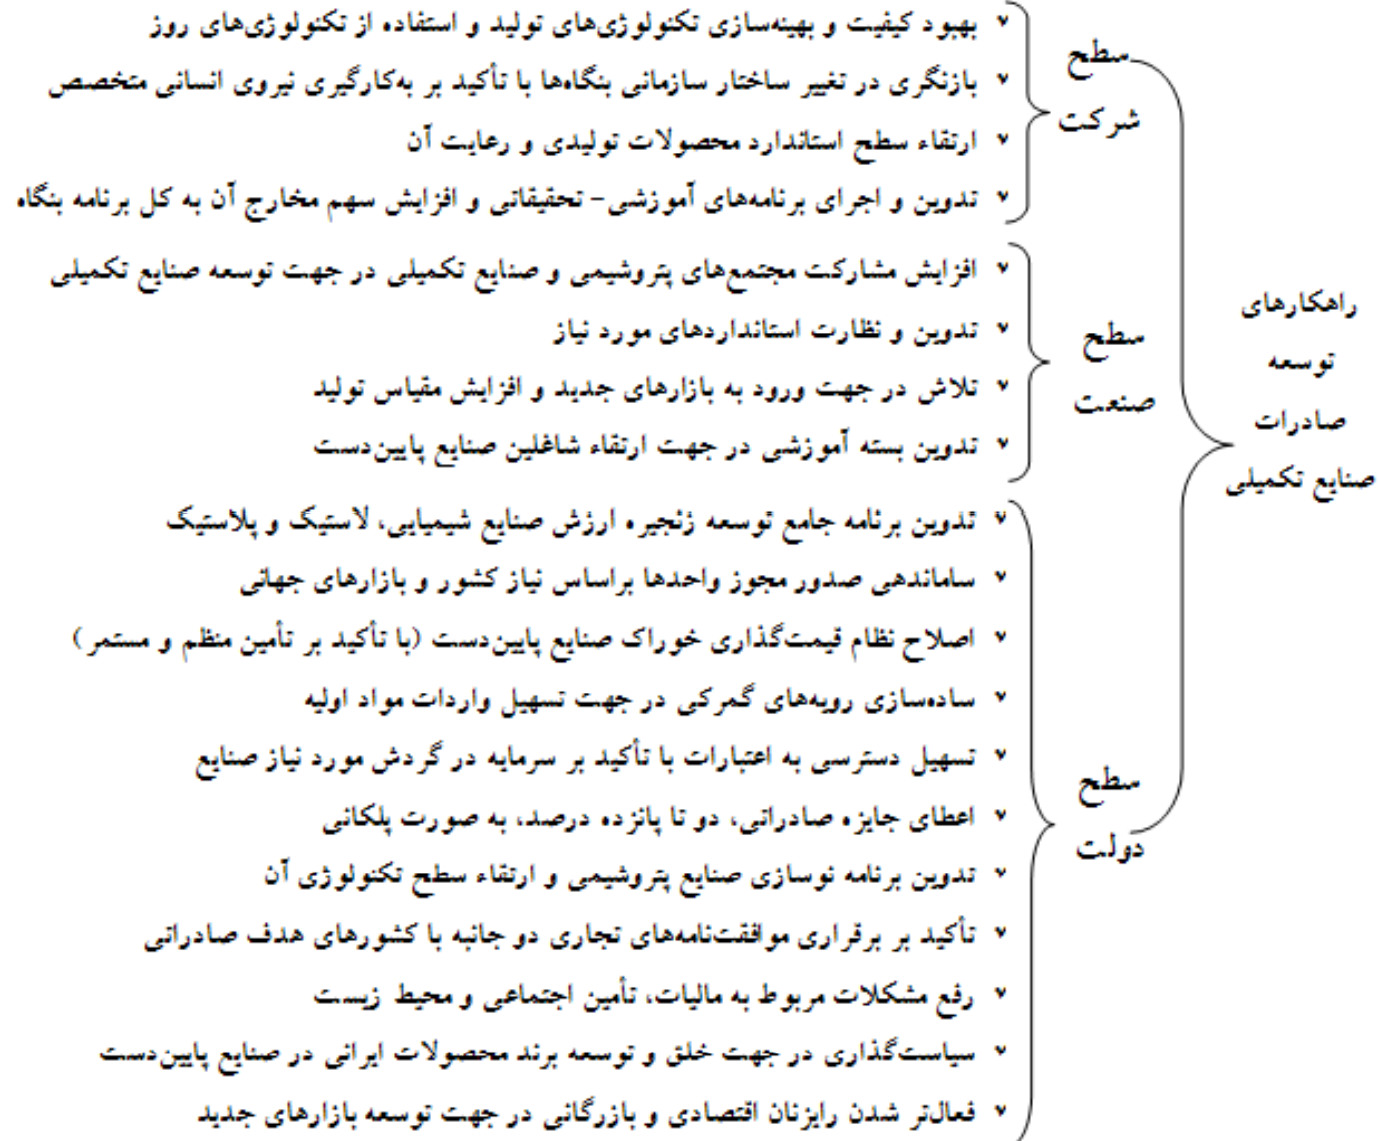 راهکارهای
توسعه
صادرات
صنایع تکمیلی
سطح
شرکت
بهبود کیفیت و بهینه‌سازی تکنولوژی‌های تولید و استفاده از تکنولوژی‌های روز
بازنگری در تغییر ساختار سازمانی بنگاه‌ها با تأکید بر به‌کارگیری نیروی انسانی متخصص
ارتقاء سطح استاندارد محصولات تولیدی و رعایت آن
تدوین و اجرای برنامه‌های آموزشی- تحقیقاتی و افزایش سهم مخارج آن به کل برنامه بنگاه
سطح
صنعت
افزایش مشارکت مجتمع‌های پتروشیمی و صنایع تکمیلی در جهت توسعه صنایع تکمیلی
تدوین و نظارت استانداردهای مورد نیاز
تلاش در جهت ورود به بازارهای جدید و افزایش مقیاس تولید
تدوین بسته آموزشی در جهت ارتقاء شاغلین صنایع پایین‌دست
سطح
دولت
تدوین برنامه جامع توسعه زنجیره ارزش صنایع شیمیایی، لاستیک و پلاستیک
ساماندهی صدور مجوز واحدها براساس نیاز کشور و بازارهای جهانی
اصلاح نظام قیمت‌گذاری خوراک صنایع پایین‌دست (با تأکید بر تأمین منظم و مستمر)
ساده‌سازی رویه‌های گمرکی در جهت تسهیل واردات مواد اولیه
تسهیل دسترسی به اعتبارات با تأکید بر سرمایه در گردش مورد نیاز صنایع
اعطای جایزه صادراتی، دو تا پانزده درصد، به صورت پلکانی
تدوین برنامه نوسازی صنایع پتروشیمی و ارتقاء سطح تکنولوژی آن
تأکید بر برقراری موافقت‌نامه‌های تجاری دو جانبه با کشورهای هدف صادراتی
رفع مشکلات مربوط به مالیات، تأمین اجتماعی و محیط زیست
سیاست‌گذاری در جهت خلق و توسعه برند محصولات ایرانی در صنایع پایین‌دست
فعال‌تر شدن رایزنان اقتصادی و بازرگانی در جهت توسعه بازارهای جدید